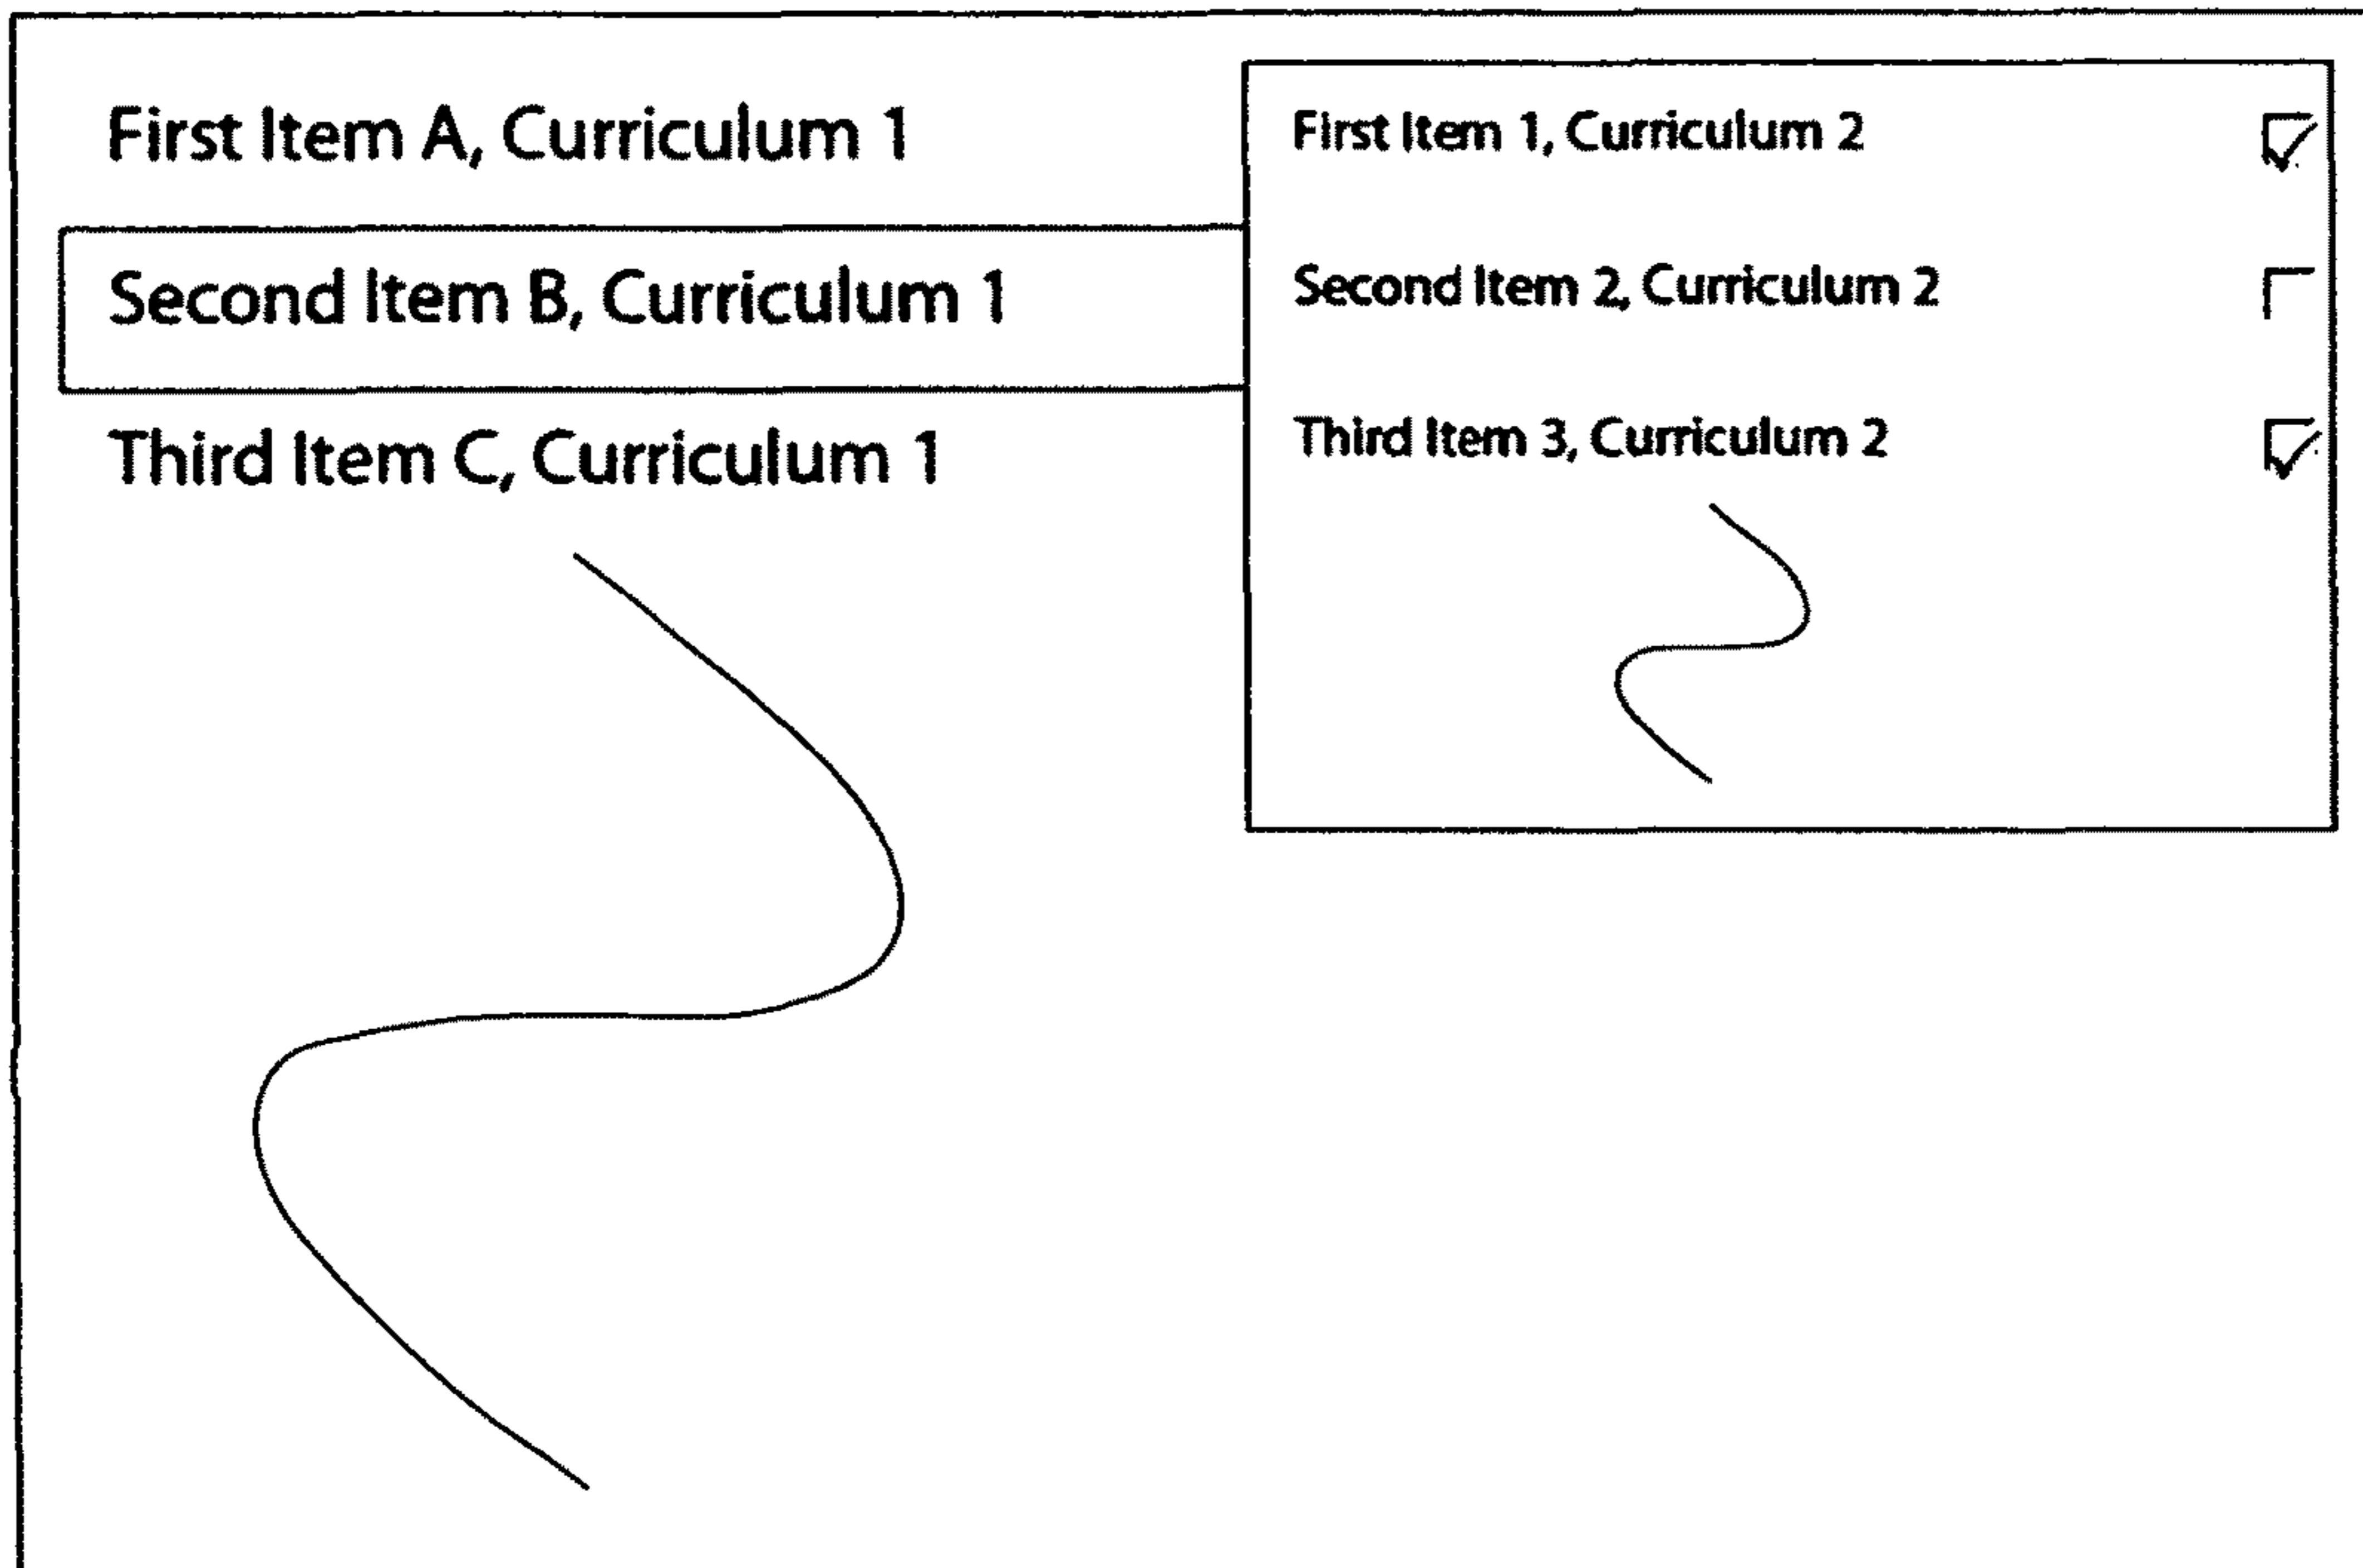 First Item A, Curriculum 1
Second Item B, Curriculum 1
Third Item C, Curriculum 1
First Item 1, Curriculum 2
Second Item 2, Curriculum 2
Third Item 3, Curriculum 2